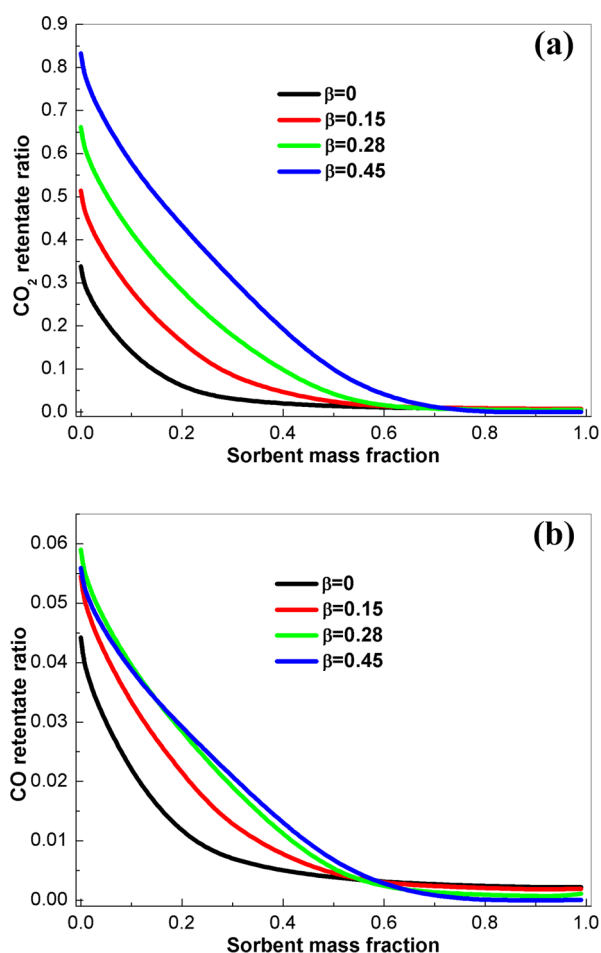 (a)
0.9
0.8
0.7
0.6
0.5
0.4
0.3
0.2
0.1
0.0
CO2 retentate ratio
β=0
β=0.15
β=0.28
β=0.45
0.0 0.2 0.4 0.6 0.8 1.0
Sorbent mass fraction
(b)
0.06
0.05
0.04
0.03
0.02
0.01
0.00
CO retentate ratio
β=0
β=0.15
β=0.28
β=0.45
0.0 0.2 0.4 0.6 0.8 1.0
Sorbent mass fraction